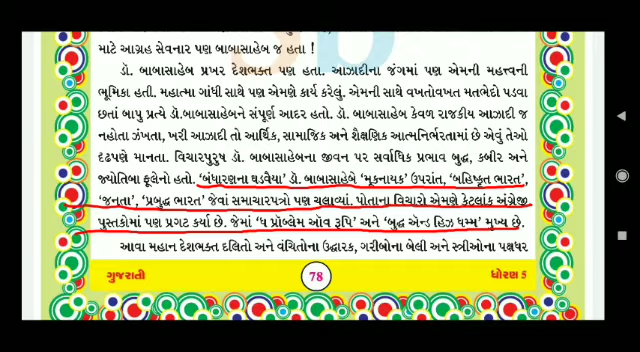 માટે આગ્રહ સેવનાર પણ બાબાસાહેબ જ હતા !
ડૉ. બાબાસાહેબ પ્રખર દેશભક્ત પણ હતા. આઝાદીના જંગમાં પણ એમની મહત્ત્વની
ભૂમિકા હતી. મહાત્મા ગાંધી સાથે પણ એમણે કાર્ય કરેલું. એમની સાથે વખતોવખત મતભેદો પડવા
છતાં બાપુ પ્રત્યે ડૉ.બાબાસાહેબને સંપૂર્ણ આદર હતો. ડૉ. બાબાસાહેબ કેવળ રાજકીય આઝાદી જ
નહોતા ઝંખતા, ખરી આઝાદી તો આર્થિક, સામાજિક અને શૈક્ષણિક આત્મનિર્ભરતામાં છે એવું તેઓ
દૃઢપણે માનતા. વિચારપુરુષ ડૉ. બાબાસાહેબના જીવન પર સર્વાધિક પ્રભાવ બુદ્ધ, કબીર અને
જ્યોતિબા ફૂલેનો હતો. 'બંધારણના ઘડવૈયા' ડૉ. બાબાસાહેબે 'મૂકનાયક' ઉપરાંત, 'બહિષ્કૃત ભારત',
'જનતા', 'પ્રબુદ્ધ ભારત' જેવાં સમાચારપત્રો પણ ચલાવ્યાં. પોતાના વિચારો એમણે કેટલાંક અંગ્રેજી
પુસ્તકોમાં પણ પ્રગટ કર્યા છે. જેમાં 'ધ પ્રોબ્લેમ ઑવ રૂપિ' અને 'બુદ્ધ ઍન્ડ હિઝ ધમ્મ' મુખ્ય છે.
આવા મહાન દેશભક્ત દલિતો અને વંચિતોના ઉદ્ધારક, ગરીબોના બેલી અને સ્ત્રીઓના પક્ષધર
ગુજરાતી 78 ધોરણ 5